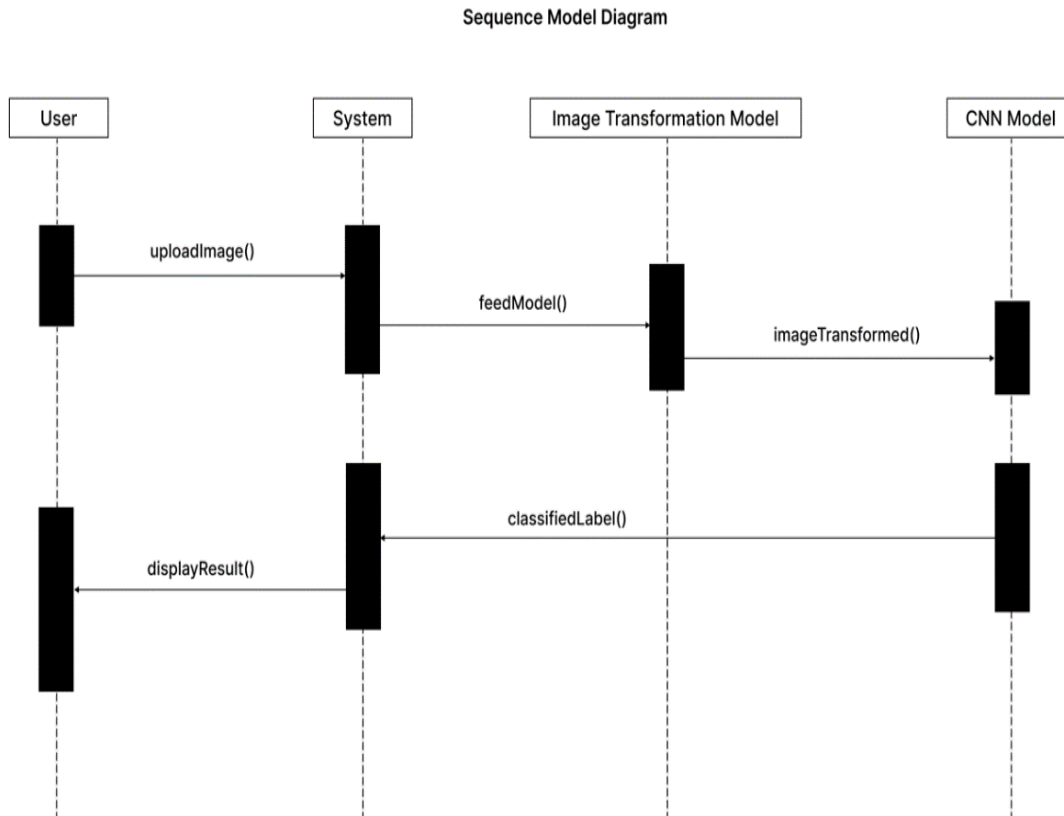 Sequence Model Diagram
User
System
Image Transformation Model
CNN Model
uploadImage()
feedModel()
imageTransformed()
classifiedLabel()
displayResult()